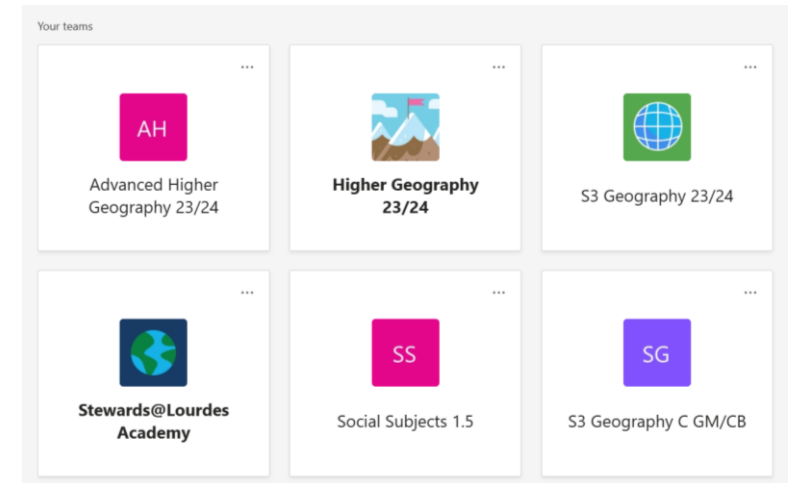 Your teams
AH
Advanced Higher
Geography 23/24
Higher Geography
23/24
S3 Geography 23/24
Stewards@Lourdes
Academy
SS
Social Subjects 1.5
SG
S3 Geography C GM/CB